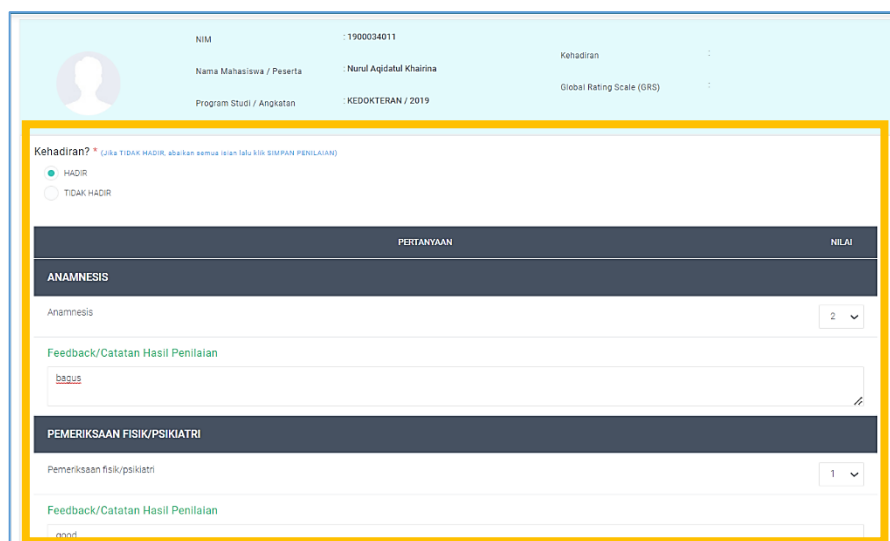 NIM : 1900034011
Nama Mahasiswa / Peserta : Nurul Aqidatul Khairina
Program Studi / Angkatan : KEDOKTERAN / 2019
Kehadiran :
Global Rating Scale (GRS) :
Kehadiran? * (Jika TIDAK HADIR, abaikan semua isian lalu klik SIMPAN PENILAIAN)
HADIR
TIDAK HADIR
PERTANYAAN NILAI
ANAMNESIS
Anamnesis 2
Feedback/Catatan Hasil Penilaian
bagus
PEMERIKSAAN FISIK/PSIKIATRI
Pemeriksaan fisik/psikiatri 1
Feedback/Catatan Hasil Penilaian
good